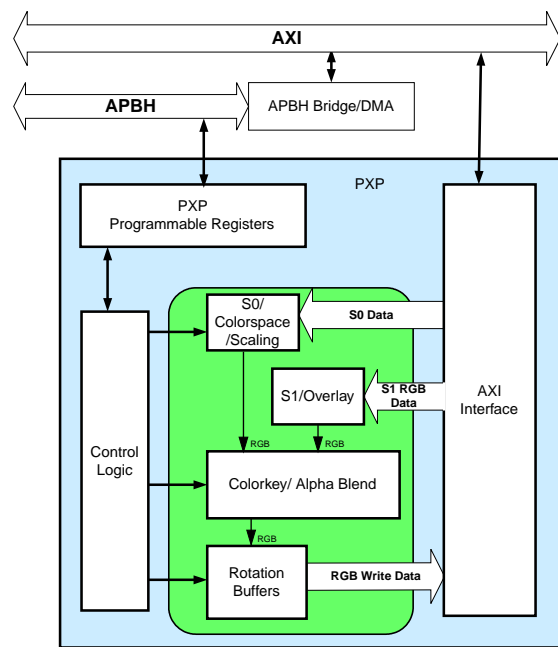 AXI
APBH
APBH Bridge/DMA
PXP
PXP
Programmable Registers
S0/
Colorspace
/Scaling
S0 Data
S1/Overlay
S1 RGB
Data
AXI
Interface
Control
Logic
RGB
RGB
Colorkey/ Alpha Blend
RGB
Rotation
Buffers
RGB Write Data